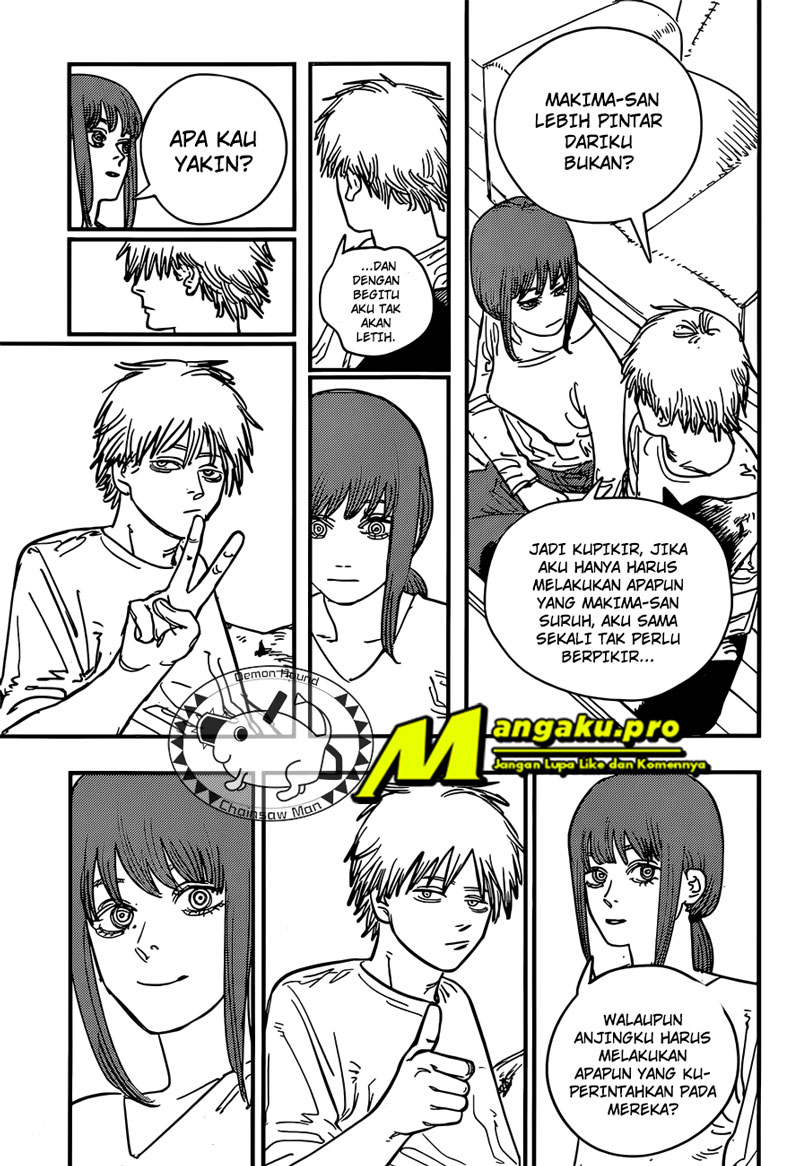 MAKIMA-SAN
LEBIH PINTAR
DARIKU
BUKAN?
JADI KUPIKIR, JIKA
AKU HANYA HARUS
MELAKUKAN APAPUN
YANG MAKIMA-SAN
SURUH, AKU SAMA
SEKALI TAK PERLU
BERPIKIR...
...DAN
DENGAN
BEGITU
AKU TAK
AKAN
LETIH.
APA KAU
YAKIN?
Demon Hound
Chainsaw Man
Mangaku.pro
Jangan Lupa Like dan Komennya
WALAUPUN
ANJINGKU HARUS
MELAKUKAN
APAPUN YANG KU-
PERINTAHKAN PADA
MEREKA?